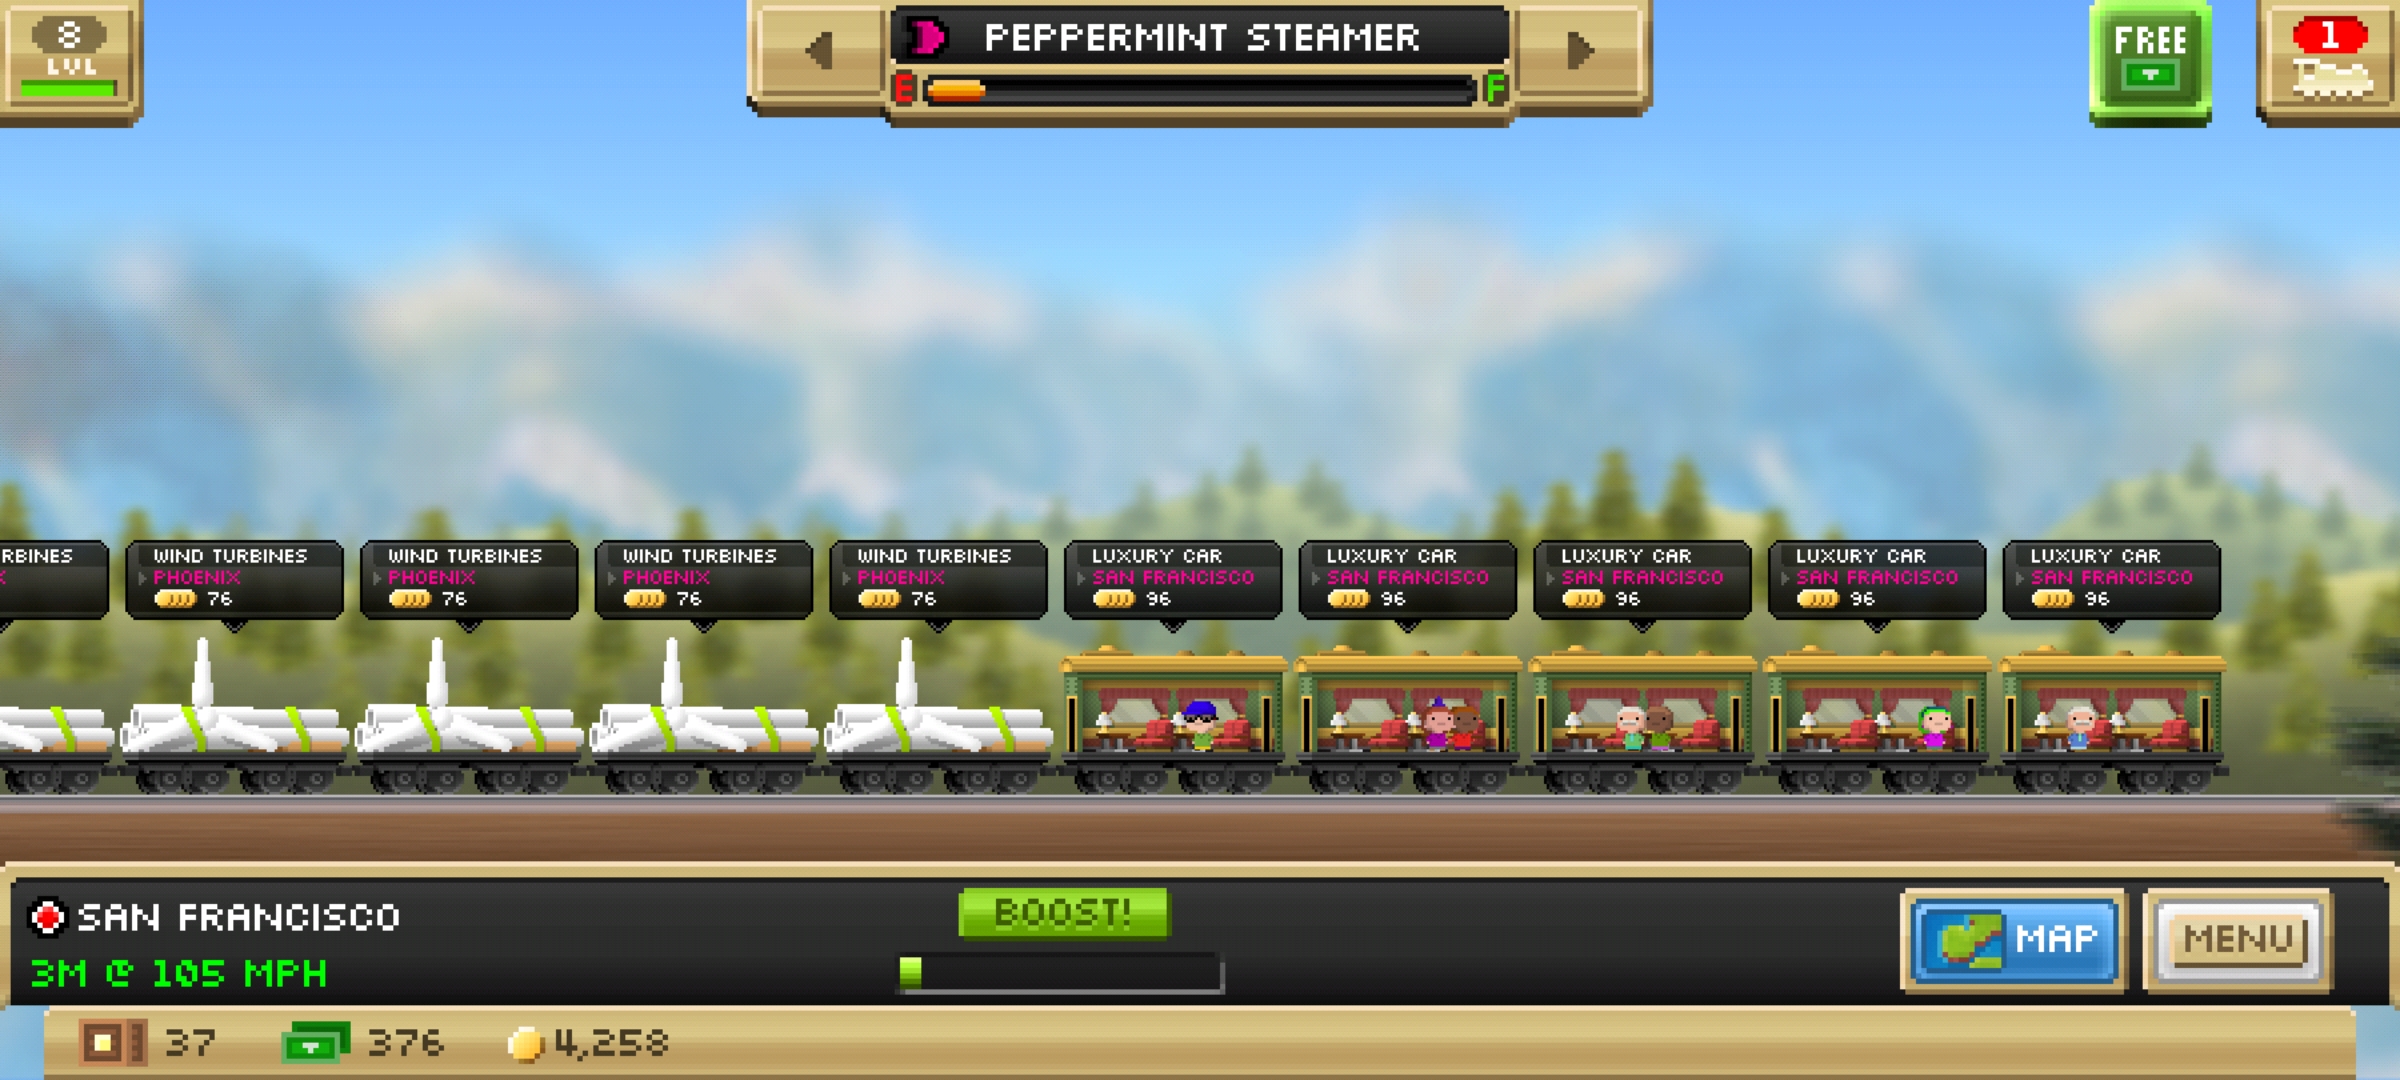 8
LVL
PEPPERMINT STEAMER
E F
FREE
1
RBINES
WIND TURBINES
PHOENIX
76
WIND TURBINES
PHOENIX
76
WIND TURBINES
PHOENIX
76
WIND TURBINES
PHOENIX
76
LUXURY CAR
SAN FRANCISCO
96
LUXURY CAR
SAN FRANCISCO
96
LUXURY CAR
SAN FRANCISCO
96
LUXURY CAR
SAN FRANCISCO
96
LUXURY CAR
SAN FRANCISCO
96
SAN FRANCISCO
3M @ 105 MPH
BOOST!
MAP
MENU
37
376
4,258